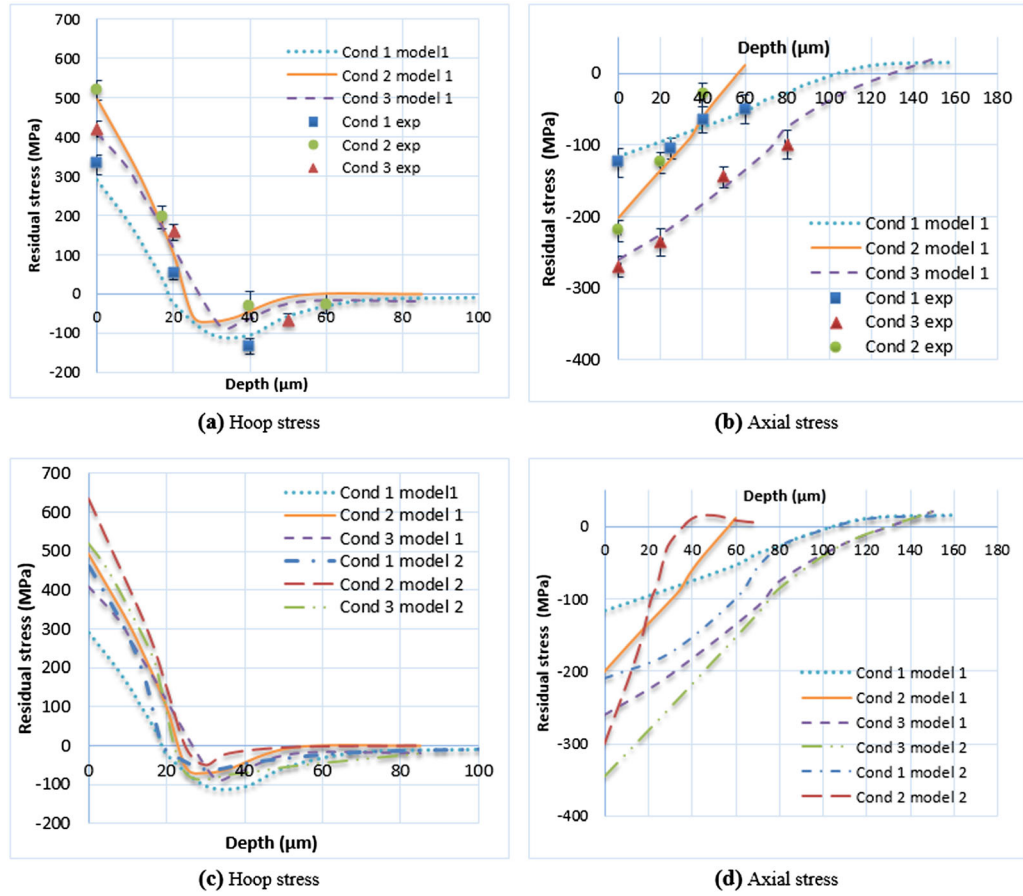 700
600
500
400
300
200
100
0
-100
-200
0
20
40
60
80
100
Residual stress (MPa)
Depth (µm)
Cond 1 model1
Cond 2 model 1
Cond 3 model 1
Cond 1 exp
Cond 2 exp
Cond 3 exp
(a) Hoop stress
Depth (µm)
0
-100
-200
-300
-400
0
20
40
60
80
100
120
140
160
180
Residual stress (MPa)
Cond 1 model 1
Cond 2 model 1
Cond 3 model 1
Cond 1 exp
Cond 3 exp
Cond 2 exp
(b) Axial stress
700
600
500
400
300
200
100
0
-100
-200
0
20
40
60
80
100
Residual stress (MPa)
Depth (µm)
Cond 1 model1
Cond 2 model 1
Cond 3 model 1
Cond 1 model 2
Cond 2 model 2
Cond 3 model 2
(c) Hoop stress
Depth (µm)
0
-100
-200
-300
-400
0
20
40
60
80
100
120
140
160
180
Residual stress (MPa)
Cond 1 model 1
Cond 2 model 1
Cond 3 model 1
Cond 3 model 2
Cond 1 model 2
Cond 2 model 2
(d) Axial stress